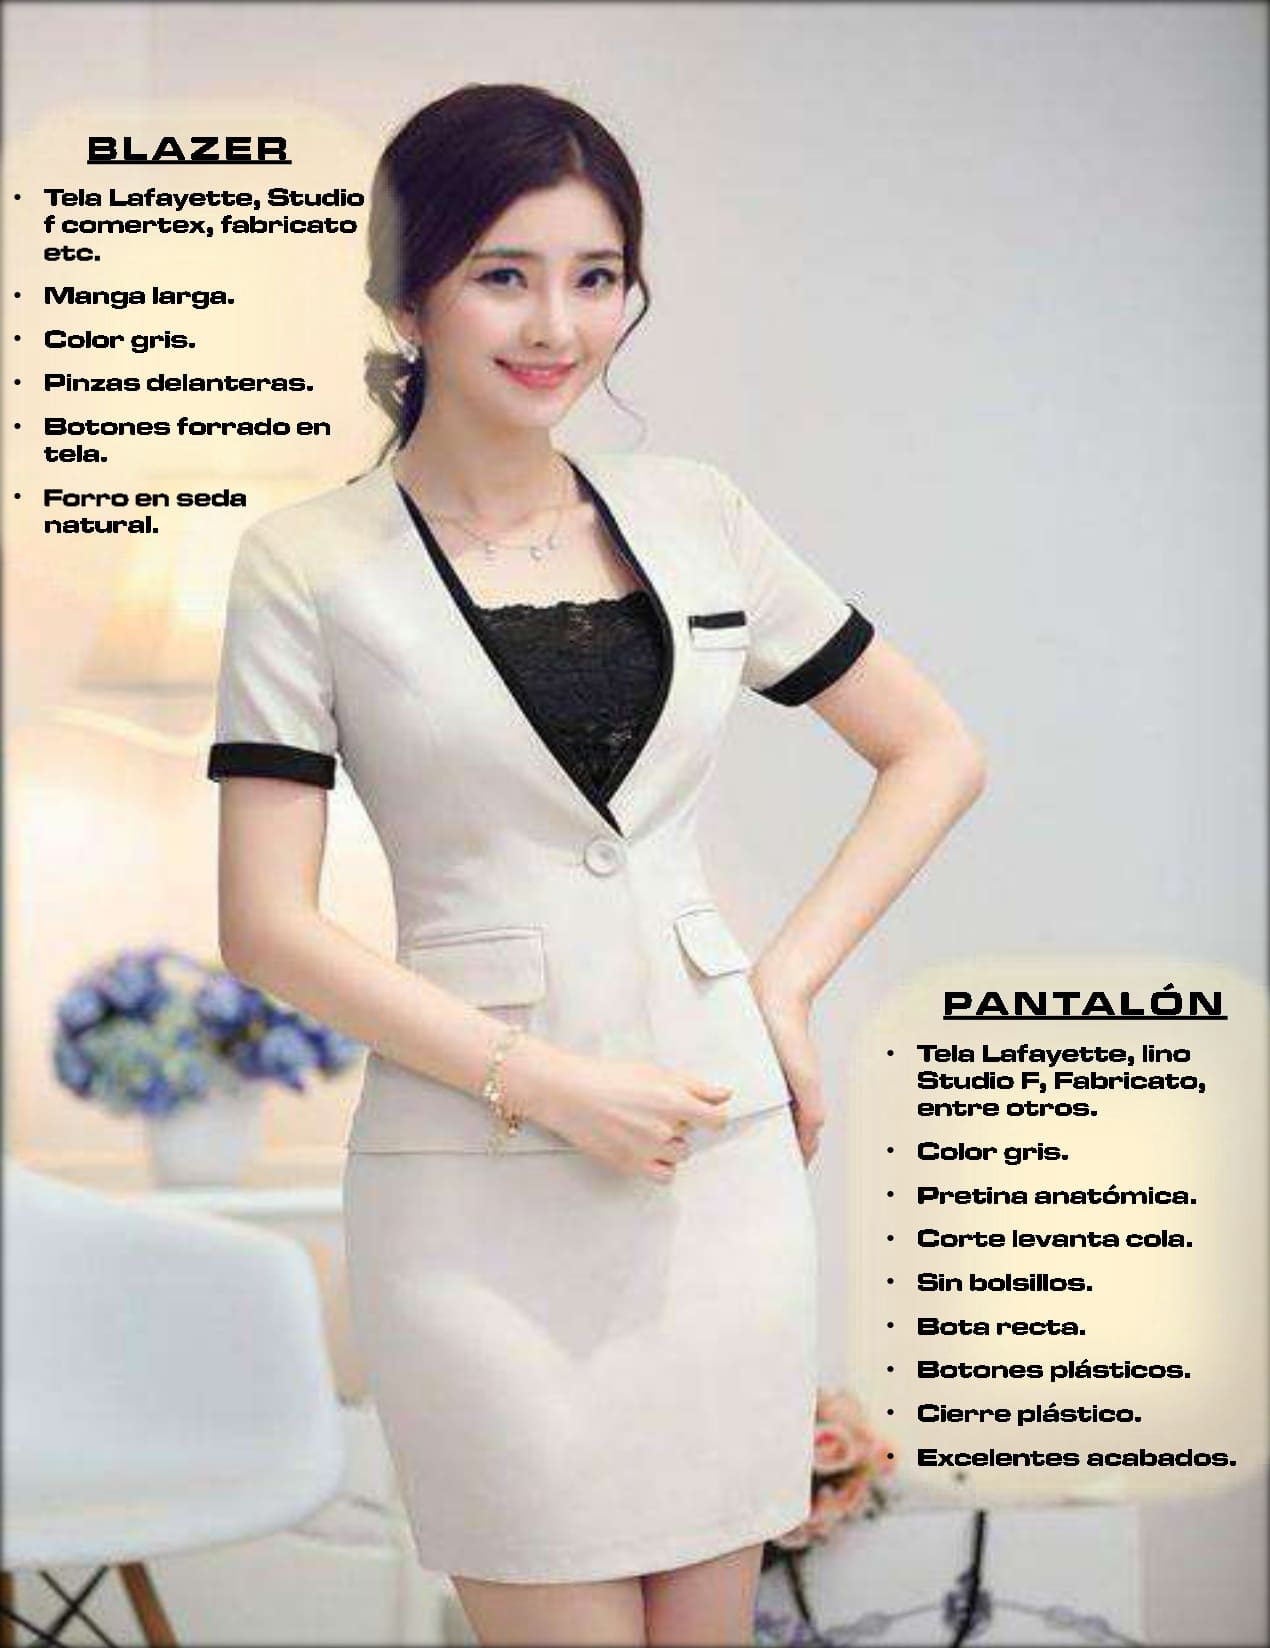 BLAZER
• Tela Lafayette, Studio
f comertex, fabricato
etc.
• Manga larga.
• Color gris.
• Pinzas delanteras.
• Botones forrado en
tela.
• Forro en seda
natural.
PANTALÓN
• Tela Lafayette, lino
Studio F, Fabricato,
entre otros.
• Color gris.
• Pretina anatómica.
• Corte levanta cola.
• Sin bolsillos.
• Bota recta.
• Botones plásticos.
• Cierre plástico.
• Excelentes acabados.